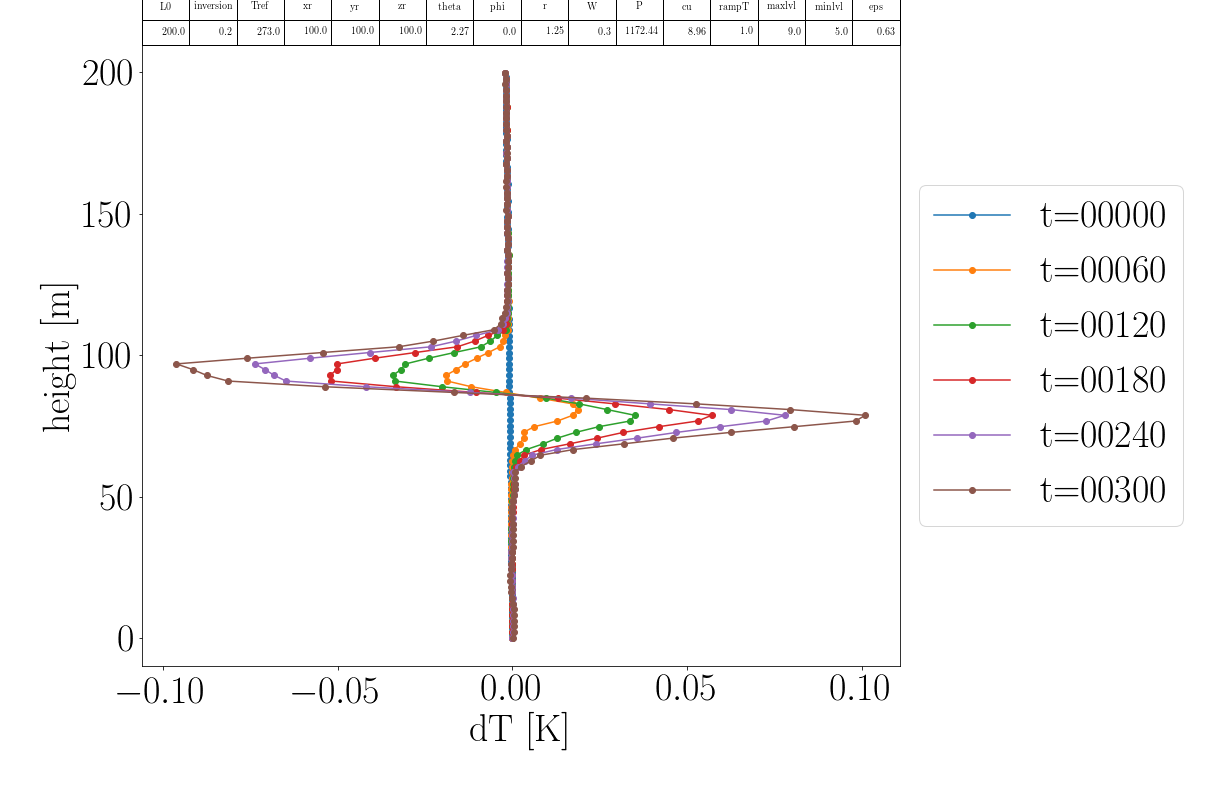 L0 inversion Tref xr yr zr theta phi r W P cu rampT maxlvl minlvl eps
200.0 0.2 273.0 100.0 100.0 100.0 2.27 0.0 1.25 0.3 1172.44 8.96 1.0 9.0 5.0 0.63
200
150
100
50
0
height [m]
−0.10 −0.05 0.00 0.05 0.10
dT [K]
t=00000
t=00060
t=00120
t=00180
t=00240
t=00300